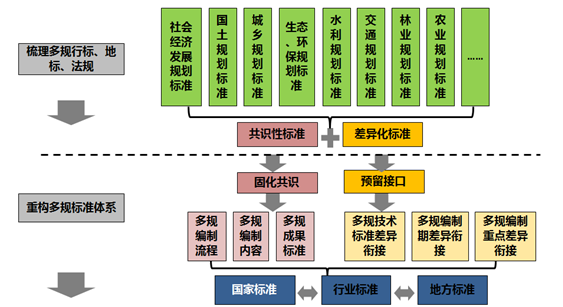 梳理多规行标、地
标、法规
社会
经济
发展
规划
标准
国土规划标准
城乡规划标准
生态
、环
保规
划标
准
水利规划标准
交通规划标准
林业规划标准
农业规划标准
……
共识性标准
差异化标准
固化共识
预留接口
重构多规标准体系
多规
编制
流程
多规
编制
内容
多规
成果
标准
多规技术
标准差异
衔接
多规编制
期差异衔
接
多规编制
重点差异
衔接
国家标准
行业标准
地方标准